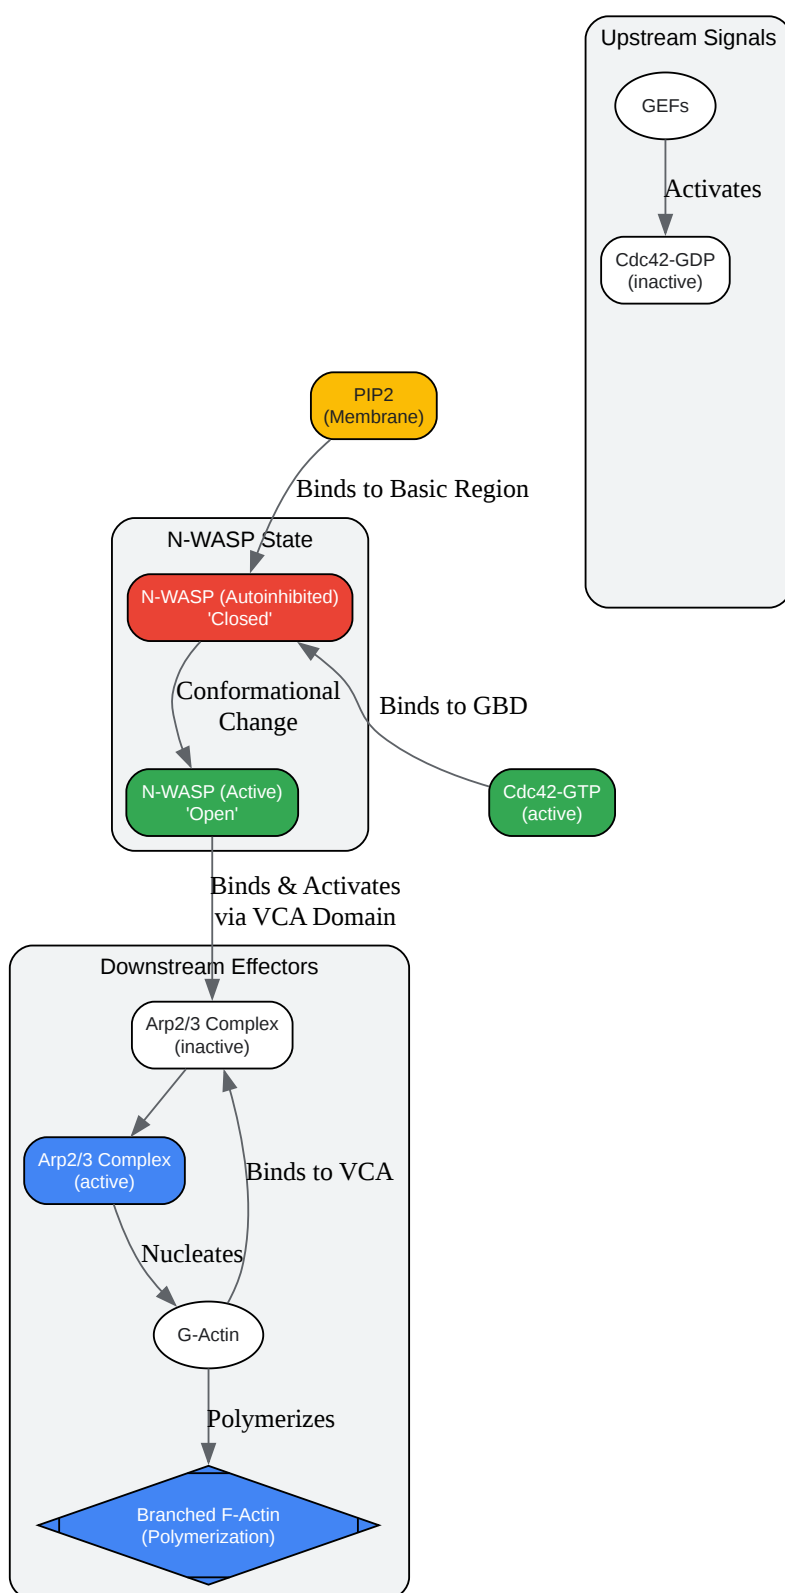 Upstream Signals
GEFs
Activates
Cdc42-GDP
(inactive)
PIP2
(Membrane)
Binds to Basic Region
N-WASP State
N-WASP (Autoinhibited)
'Closed'
Conformational
Change
Binds to GBD
N-WASP (Active)
'Open'
Cdc42-GTP
(active)
Binds & Activates
via VCA Domain
Downstream Effectors
Arp2/3 Complex
(inactive)
Arp2/3 Complex
(active)
Binds to VCA
Nucleates
G-Actin
Polymerizes
Branched F-Actin
(Polymerization)